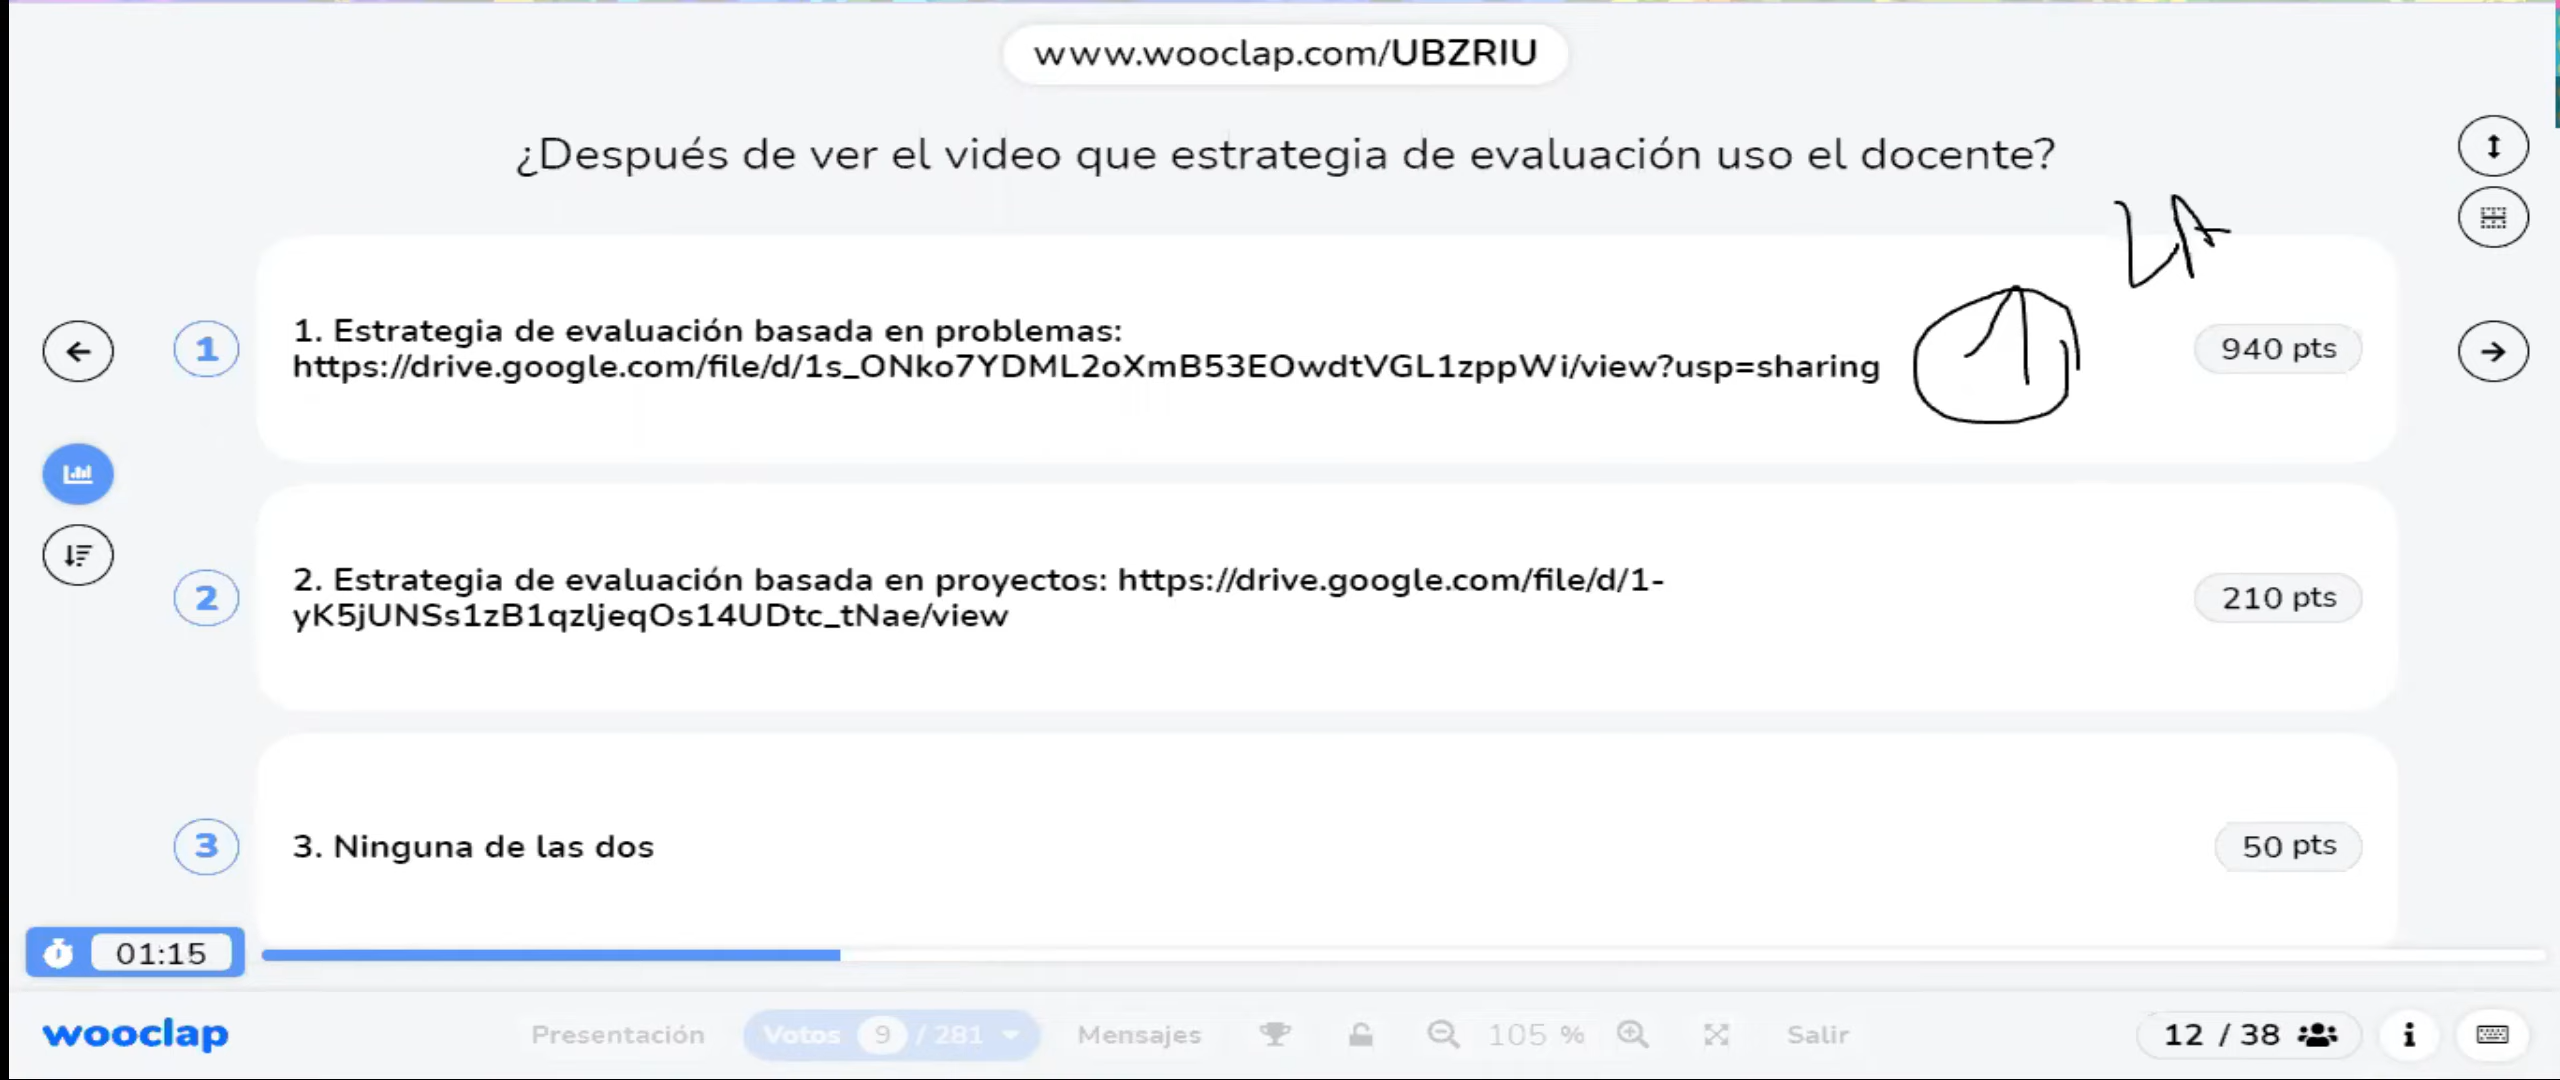 www.wooclap.com/UBZRIU
¿Después de ver el video que estrategia de evaluación uso el docente?
1
1. Estrategia de evaluación basada en problemas:
https://drive.google.com/file/d/1s_ONko7YDML2oXmB53EOwdtVGL1zppWi/view?usp=sharing
1
940 pts
2
2. Estrategia de evaluación basada en proyectos: https://drive.google.com/file/d/1-
yK5jUNSs1zB1qzljeqOs14UDtc_tNae/view
210 pts
3
3. Ninguna de las dos
50 pts
01:15
wooclap
Presentación
Votos 9 / 281
Mensajes
105 %
Salir
12 / 38
i